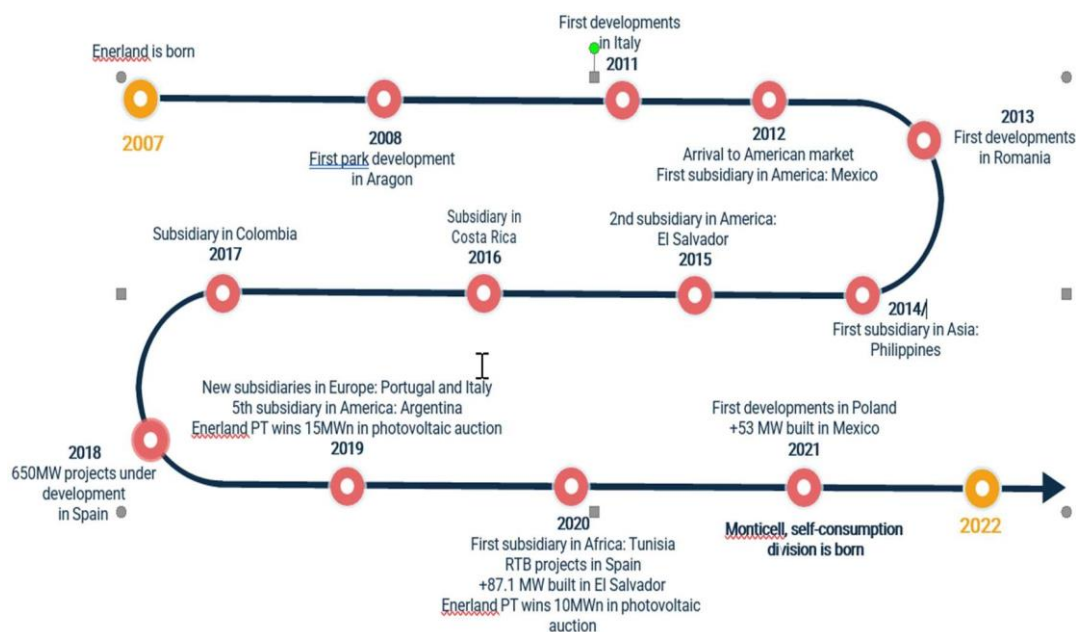 Enerland is born
2007
2008
First park development
in Aragon
First developments
in Italy
2011
2012
Arrival to American market
First subsidiary in America: Mexico
2013
First developments
in Romania
2014/
First subsidiary in Asia:
Philippines
2nd subsidiary in America:
El Salvador
2015
Subsidiary in
Costa Rica
2016
Subsidiary in Colombia
2017
2018
650MW projects under
development
in Spain
New subsidiaries in Europe: Portugal and Italy
5th subsidiary in America: Argentina
Enerland PT wins 15MWn in photovoltaic auction
2019
2020
First subsidiary in Africa: Tunisia
RTB projects in Spain
+87.1 MW built in El Salvador
Enerland PT wins 10MWn in photovoltaic
auction
First developments in Poland
+53 MW built in Mexico
2021
Monticell, self-consumption
division is born
2022